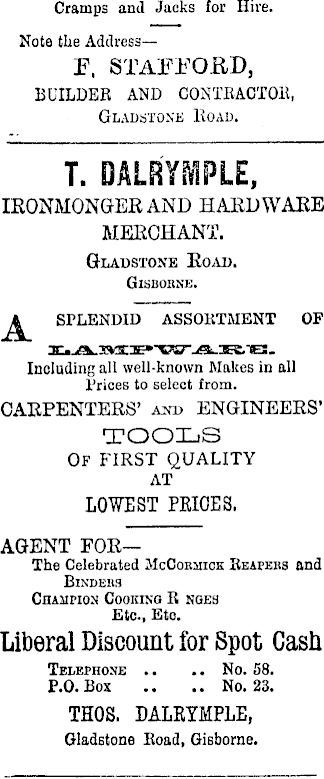 Cramps and Jacks for Hire.
Note the Address—
F. STAFFORD,
BUILDER AND CONTRACTOR,
GLADSTONE ROAD.
T. DALRYMPLE,
IRONMONGER AND HARDWARE
MERCHANT.
GLADSTONE ROAD.
GISBORNE.
A SPLENDID ASSORTMENT OF
LAMPWARE.
Including all well-known Makes in all
Prices to select from.
CARPENTERS' AND ENGINEERS'
TOOLS
OF FIRST QUALITY
AT
LOWEST PRICES.
AGENT FOR—
The Celebrated MCCORMICK REAPERS and
BINDERS
CHAMPION COOKING R NGES
Etc., Etc.
Liberal Discount for Spot Cash
TELEPHONE .. .. No. 58.
P.O. BOX .. .. No. 23.
THOS. DALRYMPLE,
Gladstone Road, Gisborne.